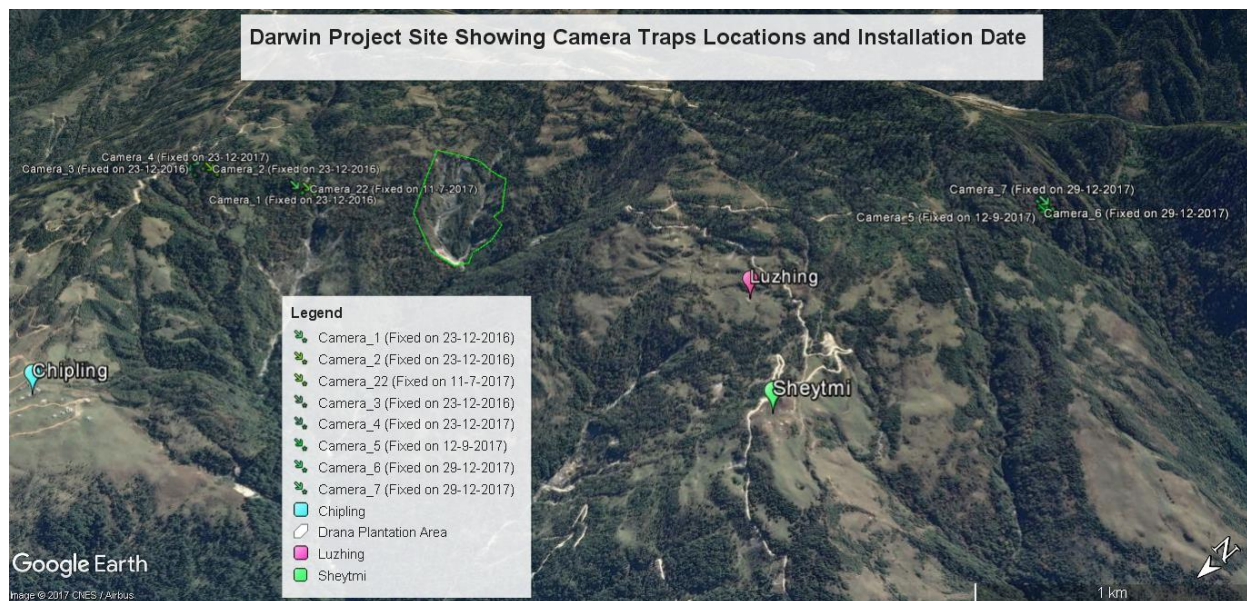 Darwin Project Site Showing Camera Traps Locations and Installation Date
Camera_4 (Fixed on 23-12-2017)
Camera_3 (Fixed on 23-12-2016)
Camera_2 (Fixed on 23-12-2016)
Camera_22 (Fixed on 11-7-2017)
Camera_1 (Fixed on 23-12-2016)
Camera_7 (Fixed on 29-12-2017)
Camera_5 (Fixed on 12-9-2017)
Camera_6 (Fixed on 29-12-2017)
Luzhing
Chipling
Sheytmi
Legend
Camera_1 (Fixed on 23-12-2016)
Camera_2 (Fixed on 23-12-2016)
Camera_22 (Fixed on 11-7-2017)
Camera_3 (Fixed on 23-12-2016)
Camera_4 (Fixed on 23-12-2017)
Camera_5 (Fixed on 12-9-2017)
Camera_6 (Fixed on 29-12-2017)
Camera_7 (Fixed on 29-12-2017)
Chipling
Drana Plantation Area
Luzhing
Sheytmi
Google Earth
Image © 2017 CNES / Airbus
N
1 km